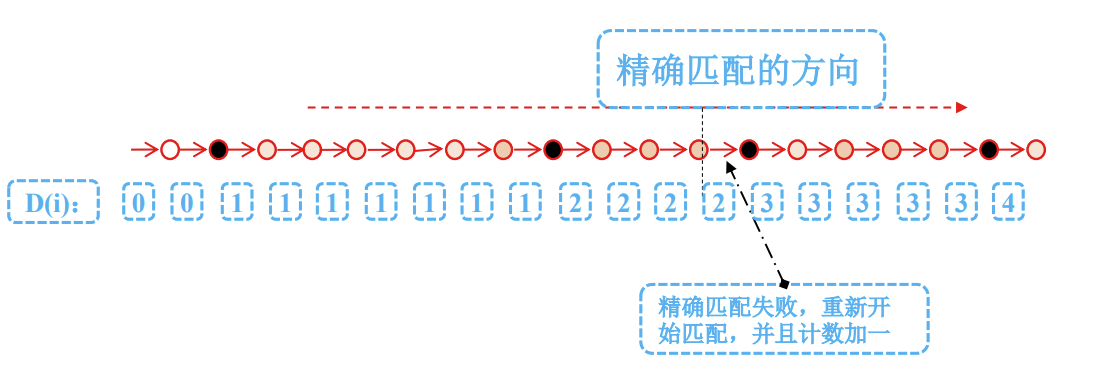 精确匹配的方向
D(i): 0 0 1 1 1 1 1 1 1 2 2 2 2 3 3 3 3 3 4
精确匹配失败，重新开
始匹配，并且计数加一